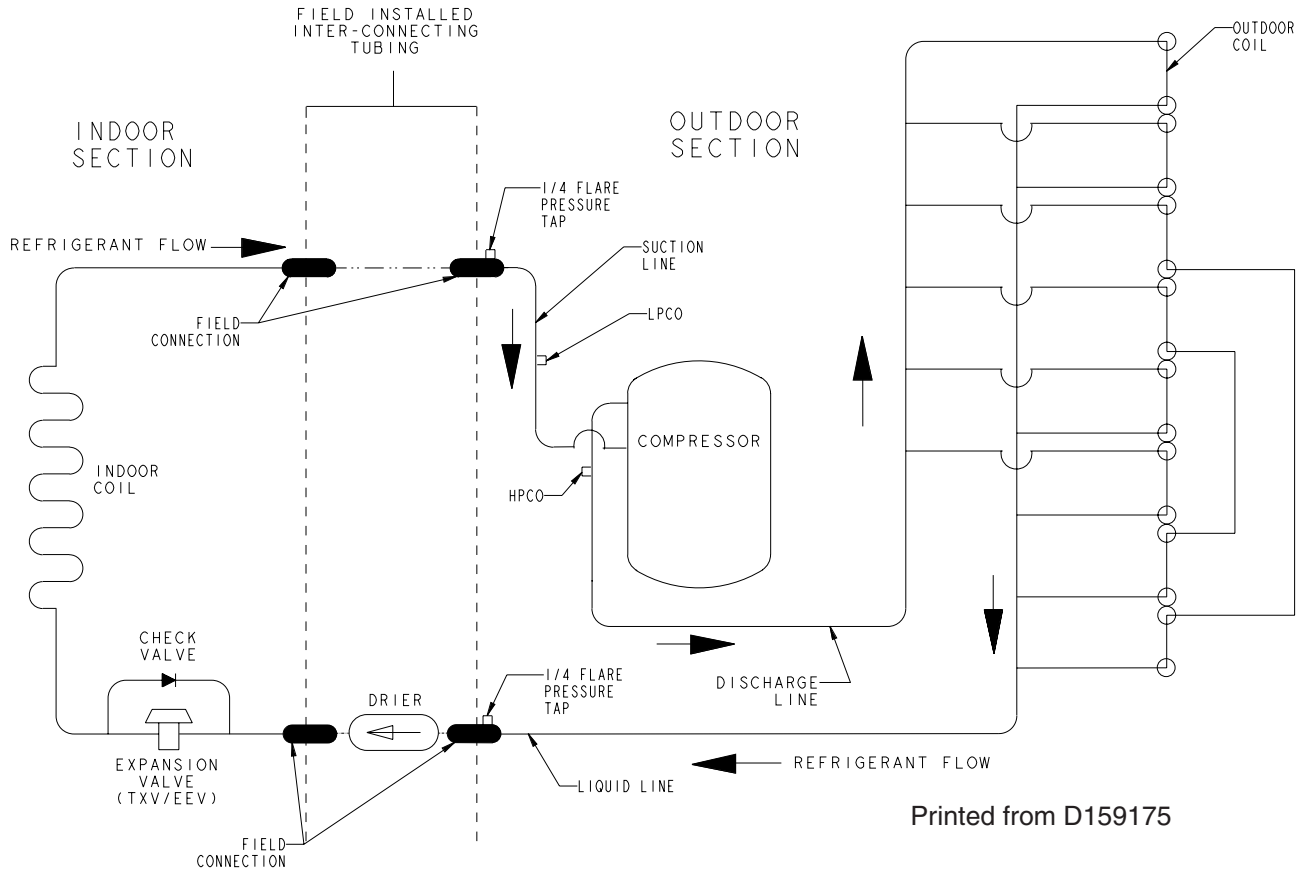 FIELD INSTALLED
INTER-CONNECTING
TUBING
OUTDOOR
COIL
INDOOR
SECTION
OUTDOOR
SECTION
1/4 FLARE
PRESSURE
TAP
REFRIGERANT FLOW
SUCTION
LINE
FIELD
CONNECTION
LPCO
COMPRESSOR
INDOOR
COIL
HPCO
CHECK
VALVE
DRIER
1/4 FLARE
PRESSURE
TAP
DISCHARGE
LINE
EXPANSION
VALVE
(TXV/EEV)
LIQUID LINE
REFRIGERANT FLOW
Printed from D159175
FIELD
CONNECTION